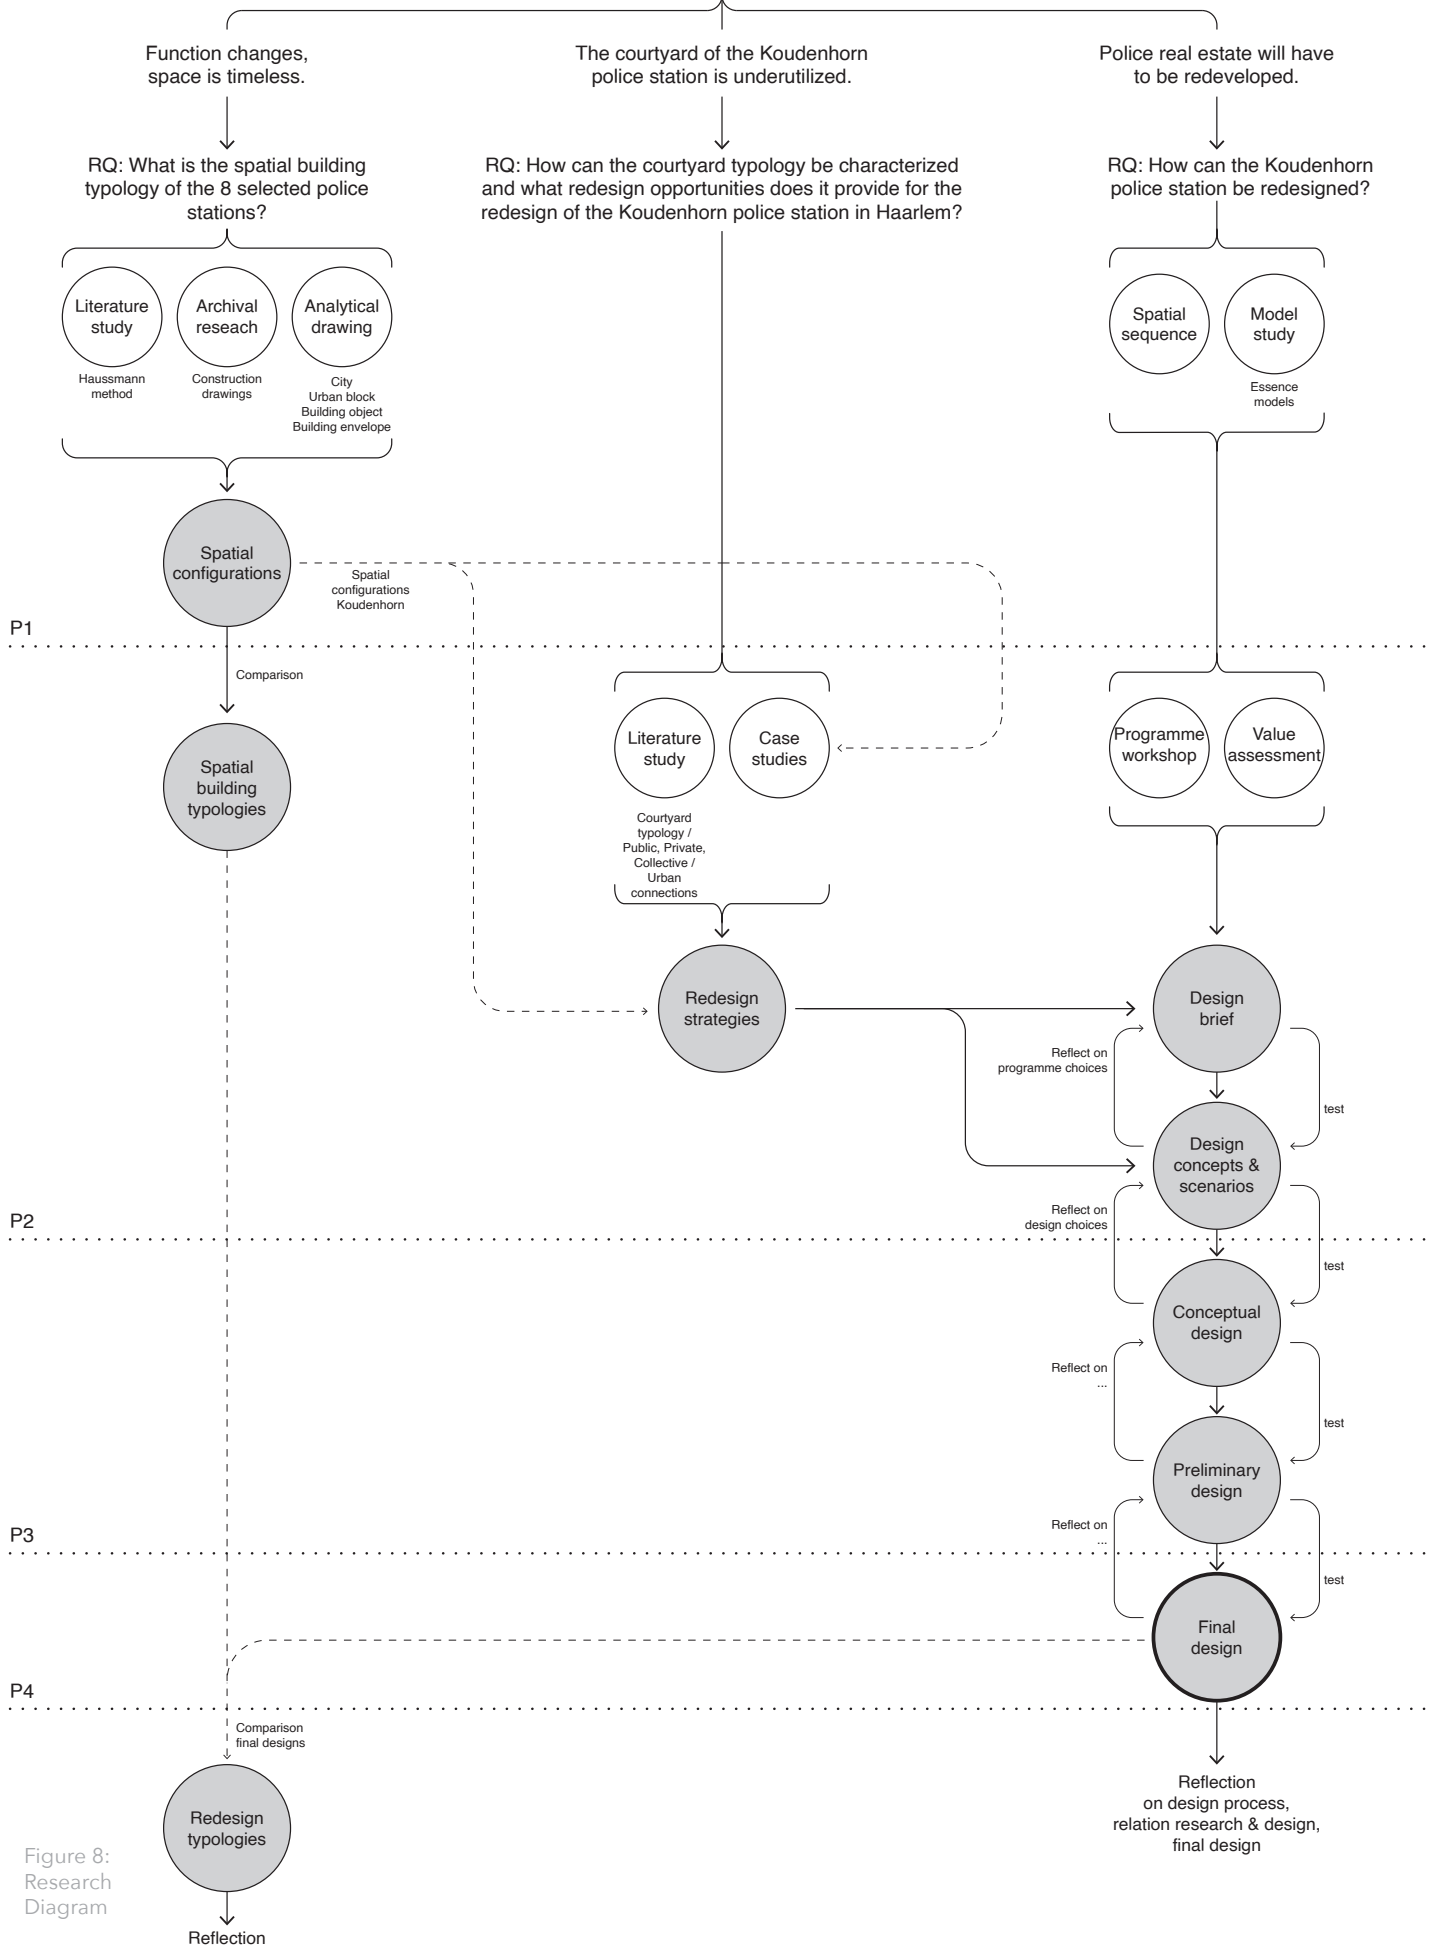 Function changes,
space is timeless.
The courtyard of the Koudenhorn
police station is underutilized.
Police real estate will have
to be redeveloped.
RQ: What is the spatial building
typology of the 8 selected police
stations?
RQ: How can the courtyard typology be characterized
and what redesign opportunities does it provide for the
redesign of the Koudenhorn police station in Haarlem?
RQ: How can the Koudenhorn
police station be redesigned?
Literature
study
Archival
reseach
Analytical
drawing
Haussmann
method
Construction
drawings
City
Urban block
Building object
Building envelope
Spatial
sequence
Model
study
Essence
models
Spatial
configurations
Spatial
configurations
Koudenhorn
P1
Comparison
Spatial
building
typologies
Literature
study
Case
studies
Courtyard
typology /
Public, Private,
Collective /
Urban
connections
Programme
workshop
Value
assessment
Redesign
strategies
Design
brief
Reflect on
programme choices
test
Design
concepts &
scenarios
P2
Reflect on
design choices
test
Conceptual
design
Reflect on
...
test
Preliminary
design
P3
Reflect on
...
test
Final
design
P4
Comparison
final designs
Redesign
typologies
Reflection
Reflection
on design process,
relation research & design,
final design
Figure 8:
Research
Diagram